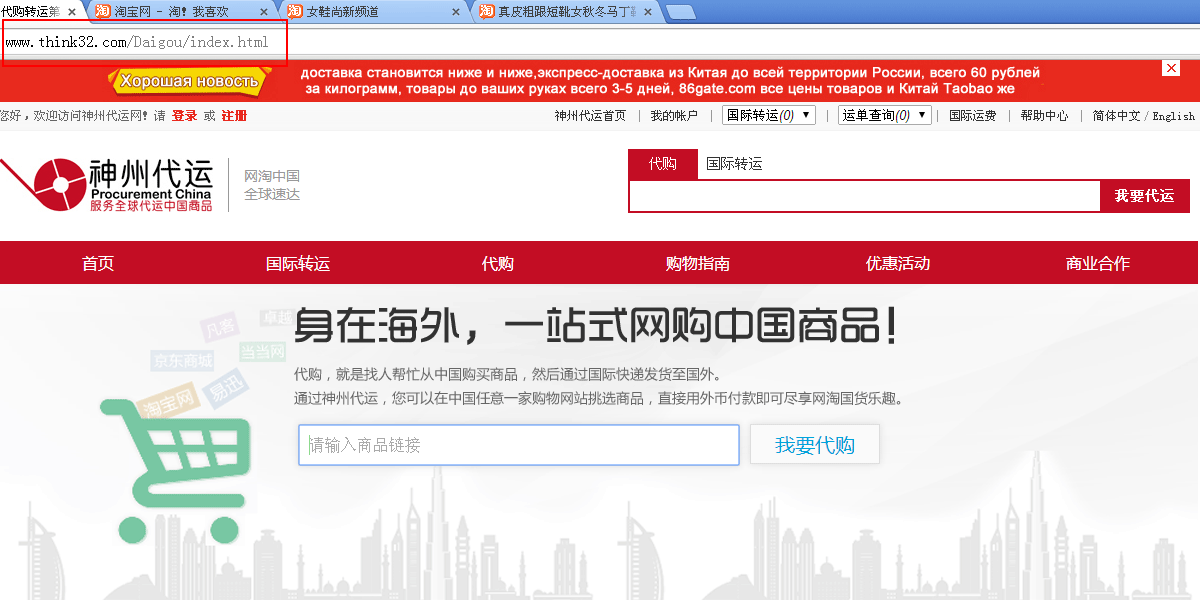 代购转运第
淘宝网 - 淘！我喜欢
女鞋尚新频道
真皮粗跟短靴女秋冬马丁
www.think32.com/Daigou/index.html
Хорошая новость
доставка становится ниже и ниже,экспресс-доставка из Китая до всей территории России, всего 60 рублей
за килограмм, товары до ваших руках всего 3-5 дней, 86gate.com все цены товаров и Китай Taobao же
您好，欢迎访问神州代运网！请 登录 或 注册
神州代运首页 | 我的帐户 | 国际转运(0) | 运单查询(0) | 国际运费 | 帮助中心 | 简体中文 / English
神州代运
Procurement China
服务全球代运中国商品
网淘中国
全球速达
代购 国际转运
我要代运
首页 国际转运 代购 购物指南 优惠活动 商业合作
凡客
卓越
京东商城
当当网
淘宝网
易迅
身在海外，一站式网购中国商品！
代购，就是找人帮忙从中国购买商品，然后通过国际快递发货至国外。
通过神州代运，您可以在中国任意一家购物网站挑选商品，直接用外币付款即可尽享网淘国货乐趣。
请输入商品链接
我要代购